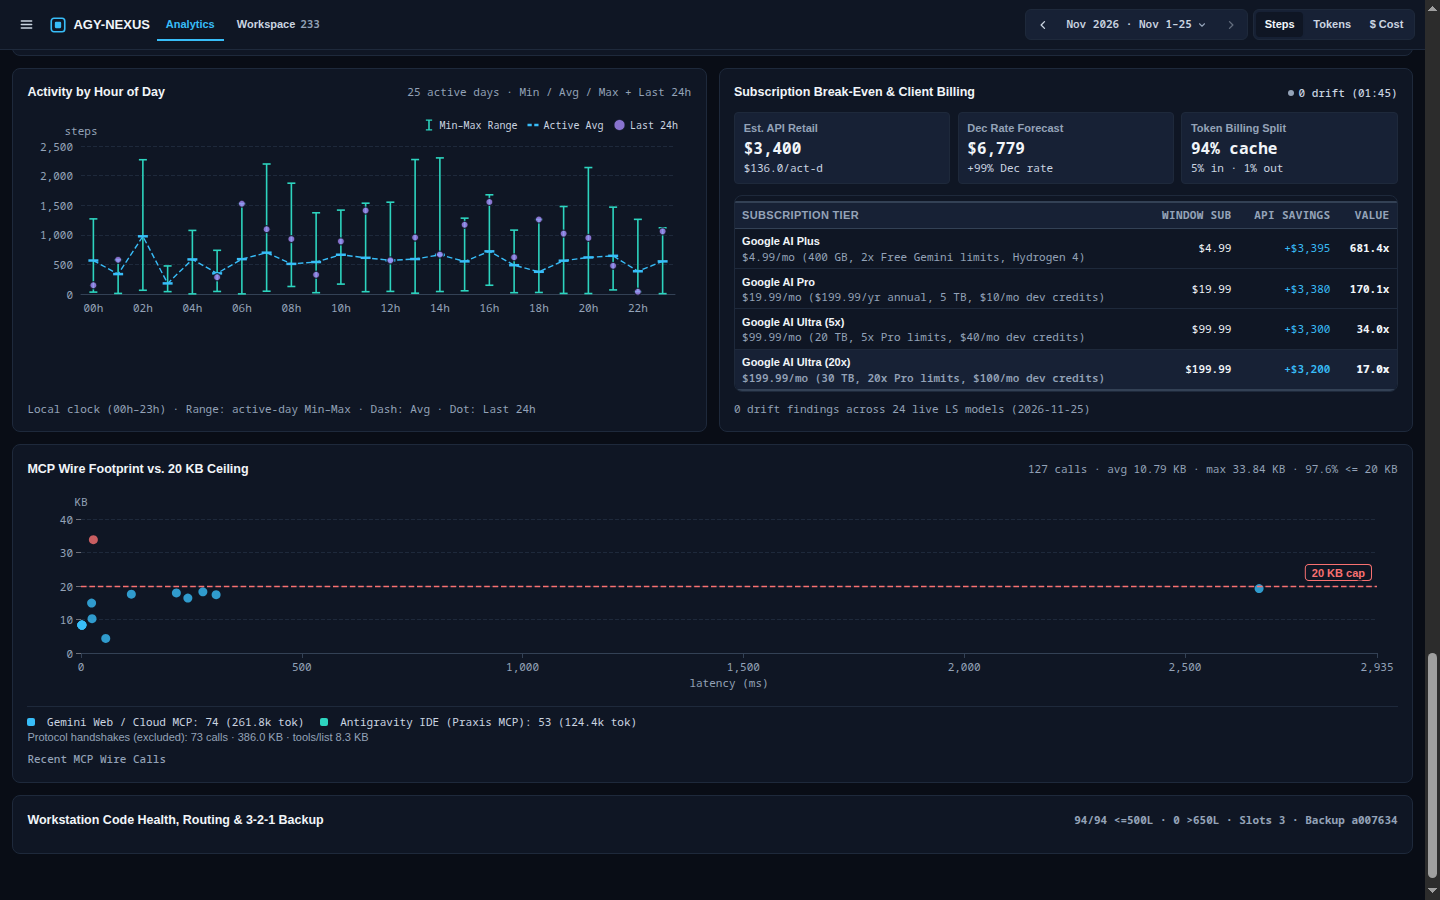 AGY-NEXUS Analytics Workspace 233 Nov 2026 · Nov 1–25 Steps Tokens $ Cost
Activity by Hour of Day 25 active days · Min / Avg / Max + Last 24h
Min–Max Range Active Avg Last 24h
steps
2,500
2,000
1,500
1,000
500
0
00h 02h 04h 06h 08h 10h 12h 14h 16h 18h 20h 22h
Local clock (00h–23h) · Range: active-day Min–Max · Dash: Avg · Dot: Last 24h
Subscription Break-Even & Client Billing 0 drift (01:45)
Est. API Retail
$3,400
$136.0/act-d
Dec Rate Forecast
$6,779
+99% Dec rate
Token Billing Split
94% cache
5% in · 1% out
SUBSCRIPTION TIER WINDOW SUB API SAVINGS VALUE
Google AI Plus
$4.99/mo (400 GB, 2x Free Gemini limits, Hydrogen 4) $4.99 +$3,395 681.4x
Google AI Pro
$19.99/mo ($199.99/yr annual, 5 TB, $10/mo dev credits) $19.99 +$3,380 170.1x
Google AI Ultra (5x)
$99.99/mo (20 TB, 5x Pro limits, $40/mo dev credits) $99.99 +$3,300 34.0x
Google AI Ultra (20x)
$199.99/mo (30 TB, 20x Pro limits, $100/mo dev credits) $199.99 +$3,200 17.0x
0 drift findings across 24 live LS models (2026-11-25)
MCP Wire Footprint vs. 20 KB Ceiling 127 calls · avg 10.79 KB · max 33.84 KB · 97.6% <= 20 KB
KB
40
30
20
10
0
20 KB cap
0 500 1,000 1,500 2,000 2,500 2,935
latency (ms)
Gemini Web / Cloud MCP: 74 (261.8k tok) Antigravity IDE (Praxis MCP): 53 (124.4k tok)
Protocol handshakes (excluded): 73 calls · 386.0 KB · tools/list 8.3 KB
Recent MCP Wire Calls
Workstation Code Health, Routing & 3-2-1 Backup 94/94 <=500L · 0 >650L · Slots 3 · Backup a007634